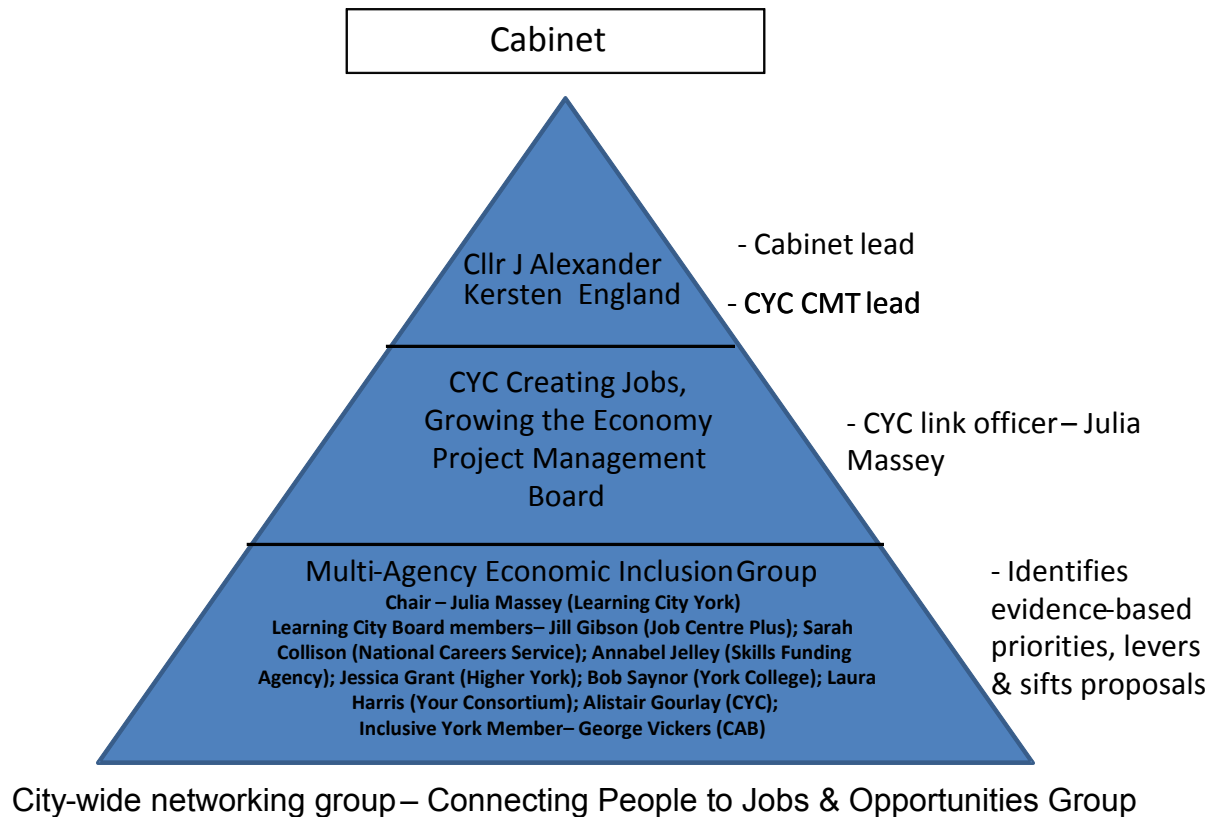 Cabinet
Cllr J Alexander
Kersten England
- Cabinet lead
- CYC CMT lead
CYC Creating Jobs,
Growing the Economy
Project Management
Board
- CYC link officer – Julia
Massey
Multi-Agency Economic Inclusion Group
Chair – Julia Massey (Learning City York)
Learning City Board members– Jill Gibson (Job Centre Plus); Sarah
Collison (National Careers Service); Annabel Jelley (Skills Funding
Agency); Jessica Grant (Higher York); Bob Saynor (York College); Laura
Harris (Your Consortium); Alistair Gourlay (CYC);
Inclusive York Member– George Vickers (CAB)
- Identifies
evidence-based
priorities, levers
& sifts proposals
City-wide networking group – Connecting People to Jobs & Opportunities Group